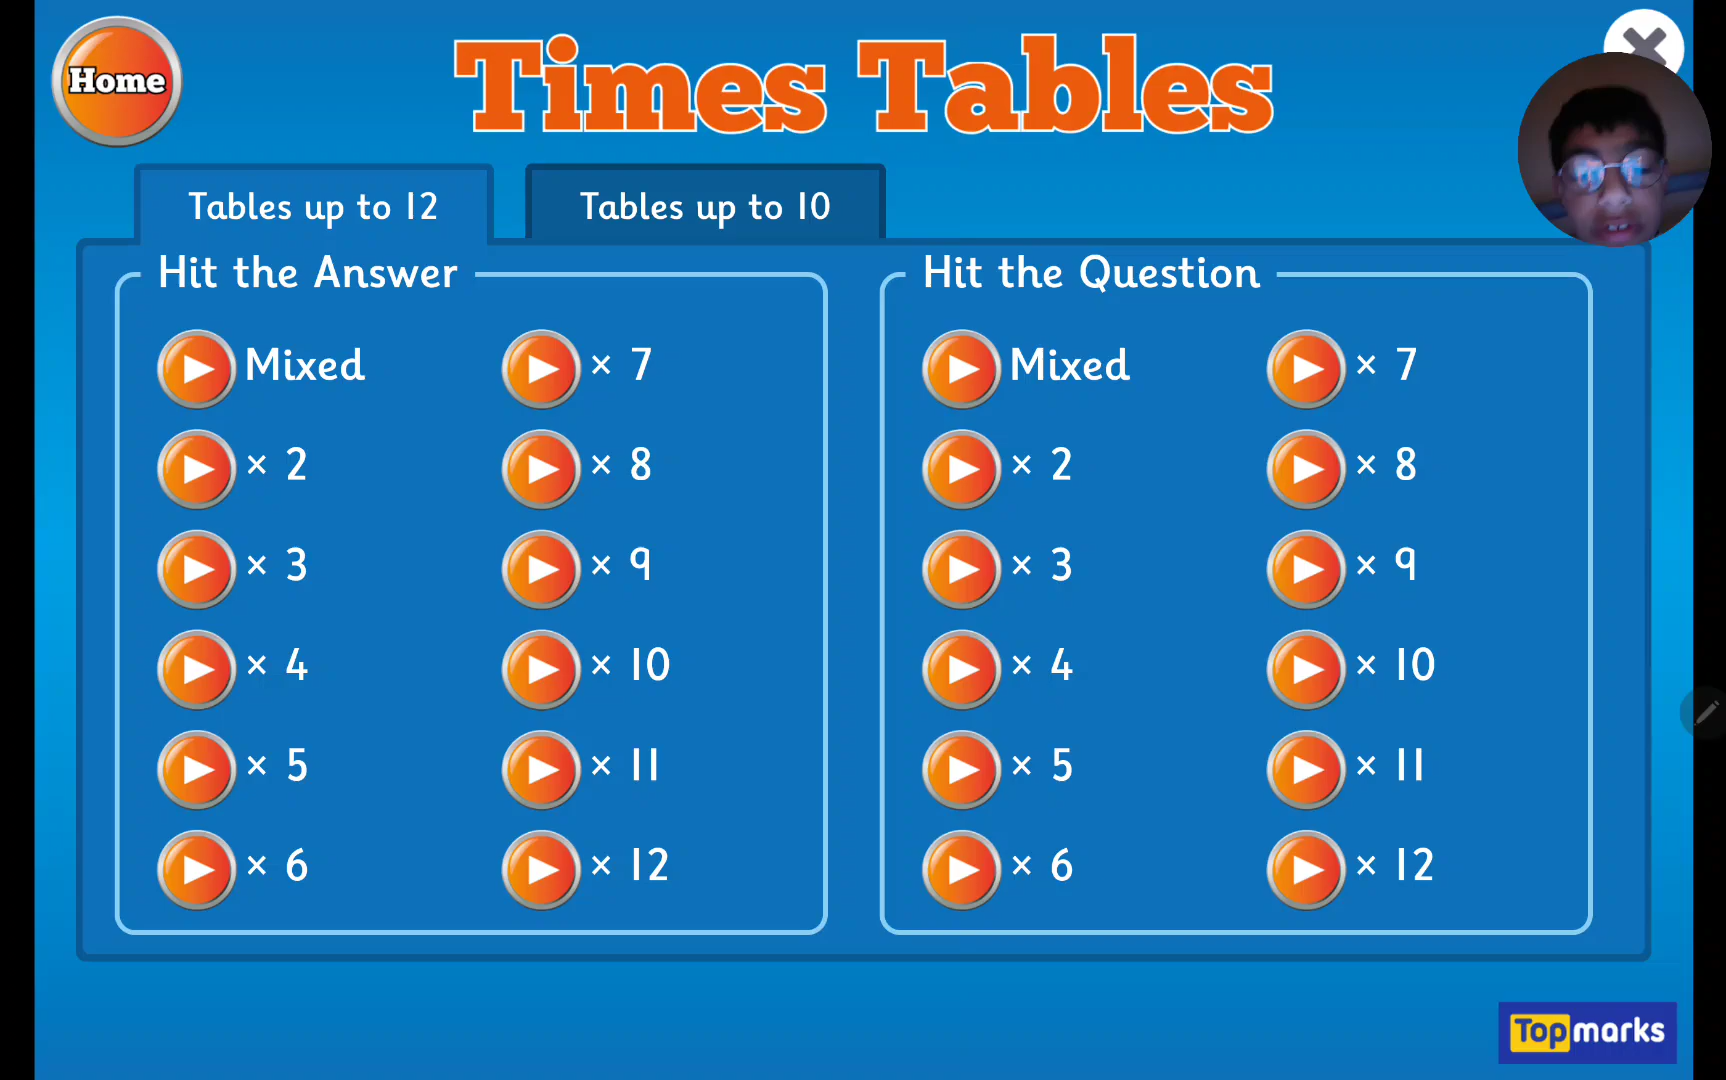 Home
Times Tables
Tables up to 12
Tables up to 10
Hit the Answer
Mixed
× 2
× 3
× 4
× 5
× 6
× 7
× 8
× 9
× 10
× 11
× 12
Hit the Question
Mixed
× 2
× 3
× 4
× 5
× 6
× 7
× 8
× 9
× 10
× 11
× 12
Topmarks